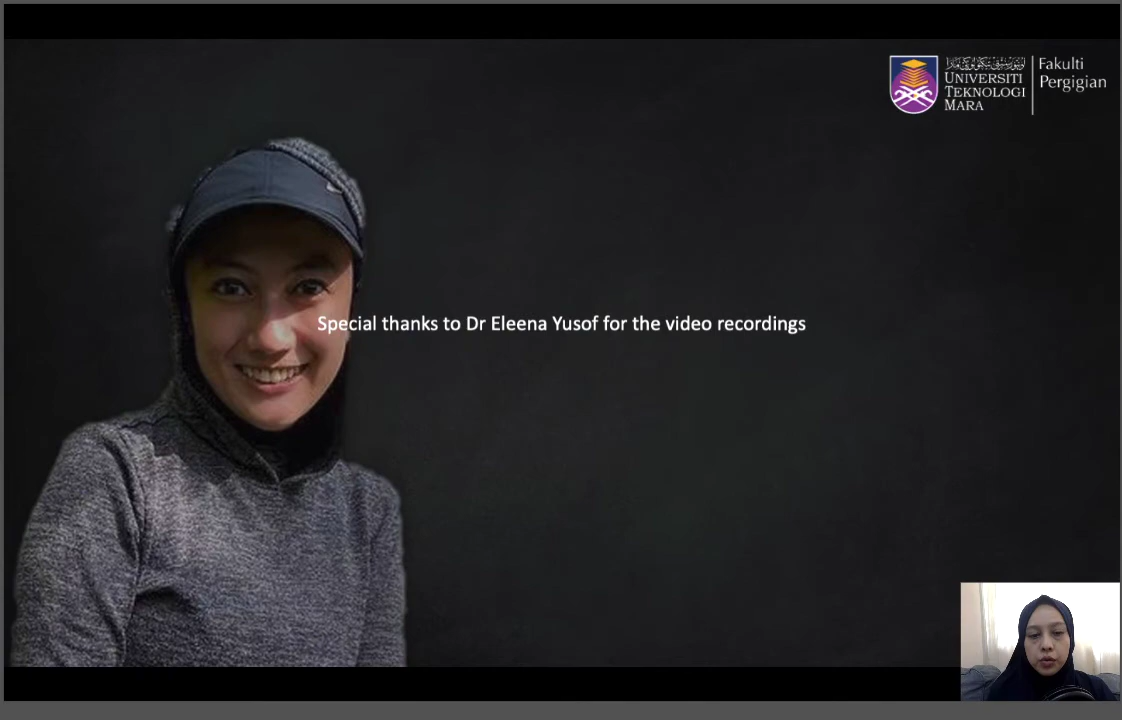 UNIVERSITI
TEKNOLOGI
MARA
Fakulti
Pergigian
Special thanks to Dr Eleena Yusof for the video recordings